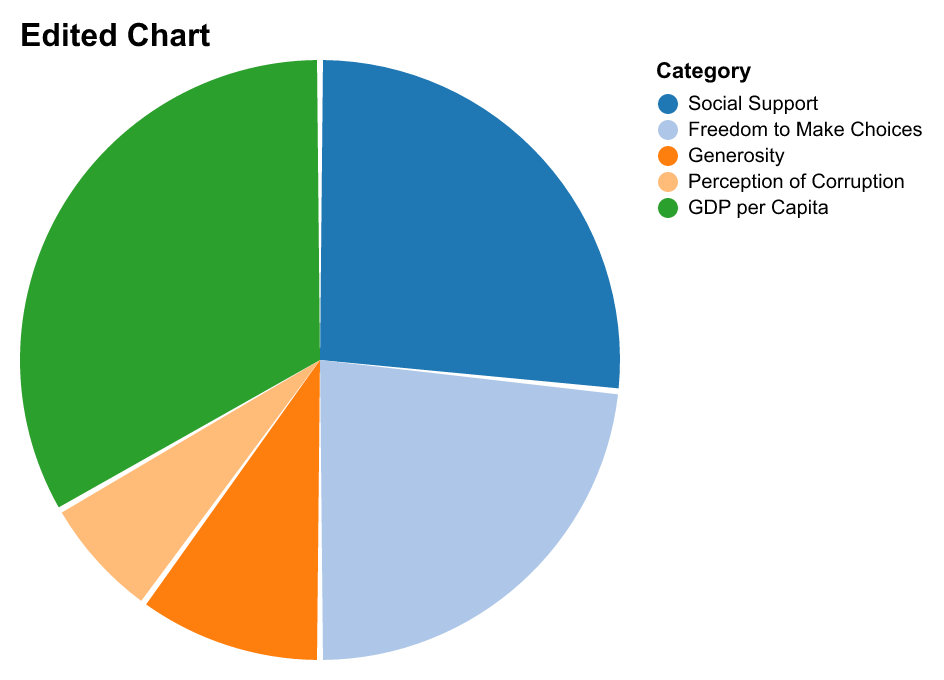 Edited Chart
Category
Social Support
Freedom to Make Choices
Generosity
Perception of Corruption
GDP per Capita